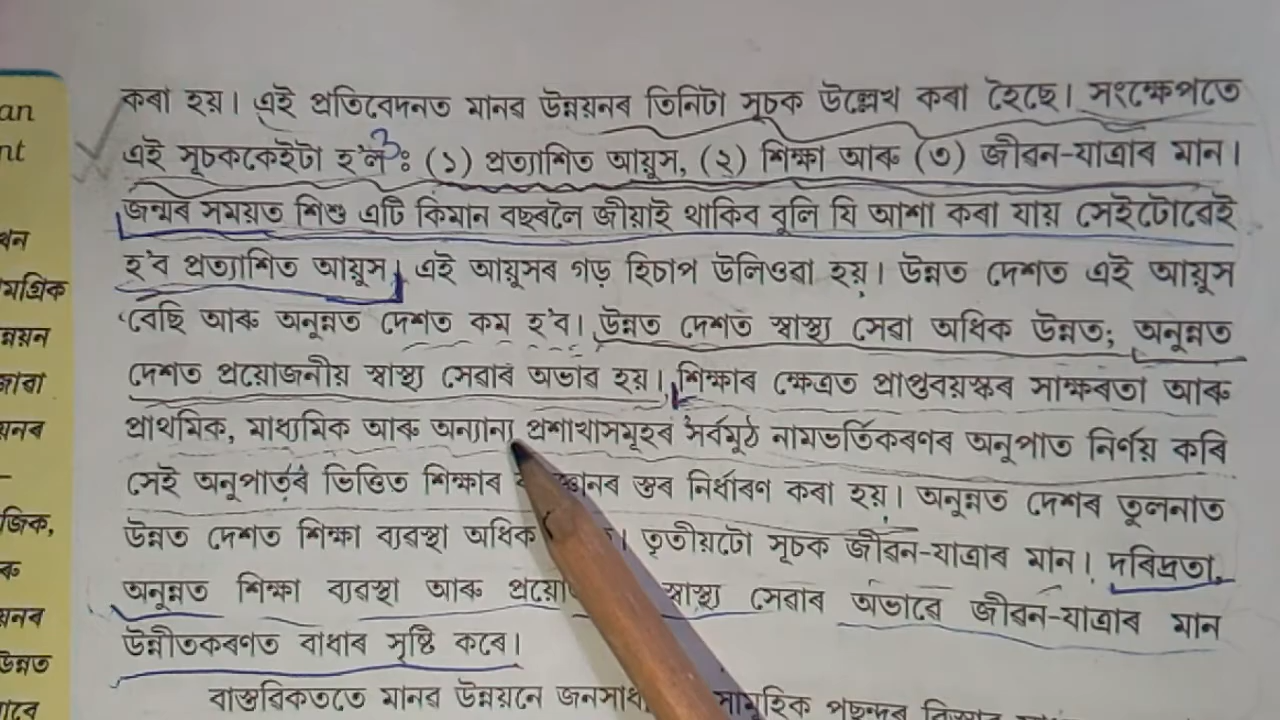 an
nt
মগ্ৰিক
ন্নয়ন
জিক,
ৰু
কৰা হয়। এই প্ৰতিবেদনত মানৱ উন্নয়নৰ তিনিটা সূচক উল্লেখ কৰা হৈছে। সংক্ষেপতে
এই সূচককেইটা হ'ল : (১) প্ৰত্যাশিত আয়ুস, (২) শিক্ষা আৰু (৩) জীৱন-যাত্ৰাৰ মান।
জন্মৰ সময়ত শিশু এটি কিমান বছৰলৈ জীয়াই থাকিব বুলি যি আশা কৰা যায় সেইটোৱেই
হ'ব প্ৰত্যাশিত আয়ুস। এই আয়ুসৰ গড় হিচাপ উলিওৱা হয়। উন্নত দেশত এই আয়ুস
বেছি আৰু অনুন্নত দেশত কম হ'ব। উন্নত দেশত স্বাস্থ্য সেৱা অধিক উন্নত; অনুন্নত
দেশত প্ৰয়োজনীয় স্বাস্থ্য সেৱাৰ অভাৱ হয়। শিক্ষাৰ ক্ষেত্ৰত প্ৰাপ্তবয়স্কৰ সাক্ষৰতা আৰু
প্ৰাথমিক, মাধ্যমিক আৰু অন্যান্য প্ৰশাখাসমূহৰ সৰ্বমুঠ নামভৰ্তিকৰণৰ অনুপাত নিৰ্ণয় কৰি
সেই অনুপাতৰ ভিত্তিত শিক্ষাৰ স্তৰ নিৰ্ধাৰণ কৰা হয়। অনুন্নত দেশৰ তুলনাত
উন্নত দেশত শিক্ষা ব্যৱস্থা অধিক তৃতীয়টো সূচক জীৱন-যাত্ৰাৰ মান। দৰিদ্ৰতা,
অনুন্নত শিক্ষা ব্যৱস্থা আৰু স্বাস্থ্য সেৱাৰ অভাৱে জীৱন-যাত্ৰাৰ মান
উন্নীতকৰণত বাধাৰ সৃষ্টি কৰে।
বাস্তৱিকতে মানৱ উন্নয়নে সামূহিক পছন্দৰ